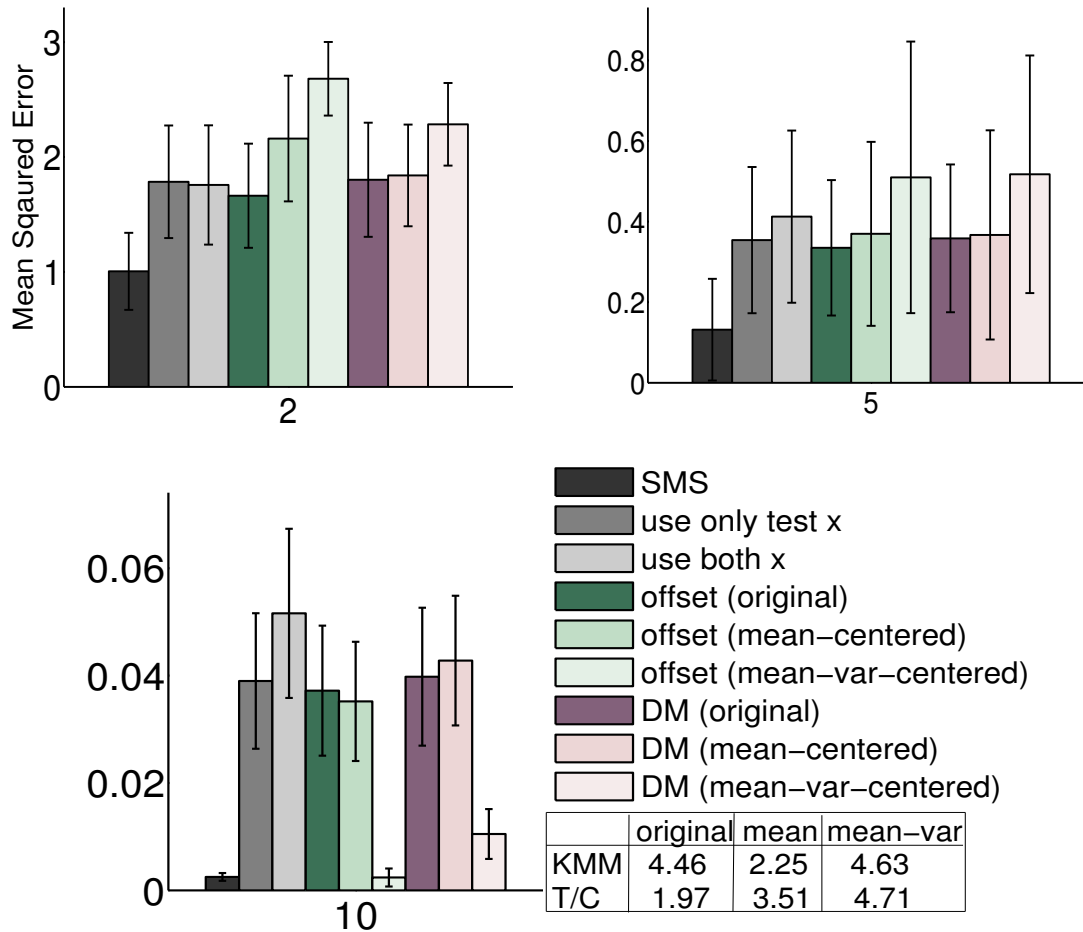 Mean Sqaured Error
3
2
1
0
2
0.8
0.6
0.4
0.2
0
5
0.06
0.04
0.02
0
10
SMS
use only test x
use both x
offset (original)
offset (mean-centered)
offset (mean-var-centered)
DM (original)
DM (mean-centered)
DM (mean-var-centered)
original mean mean-var
KMM 4.46 2.25 4.63
T/C 1.97 3.51 4.71